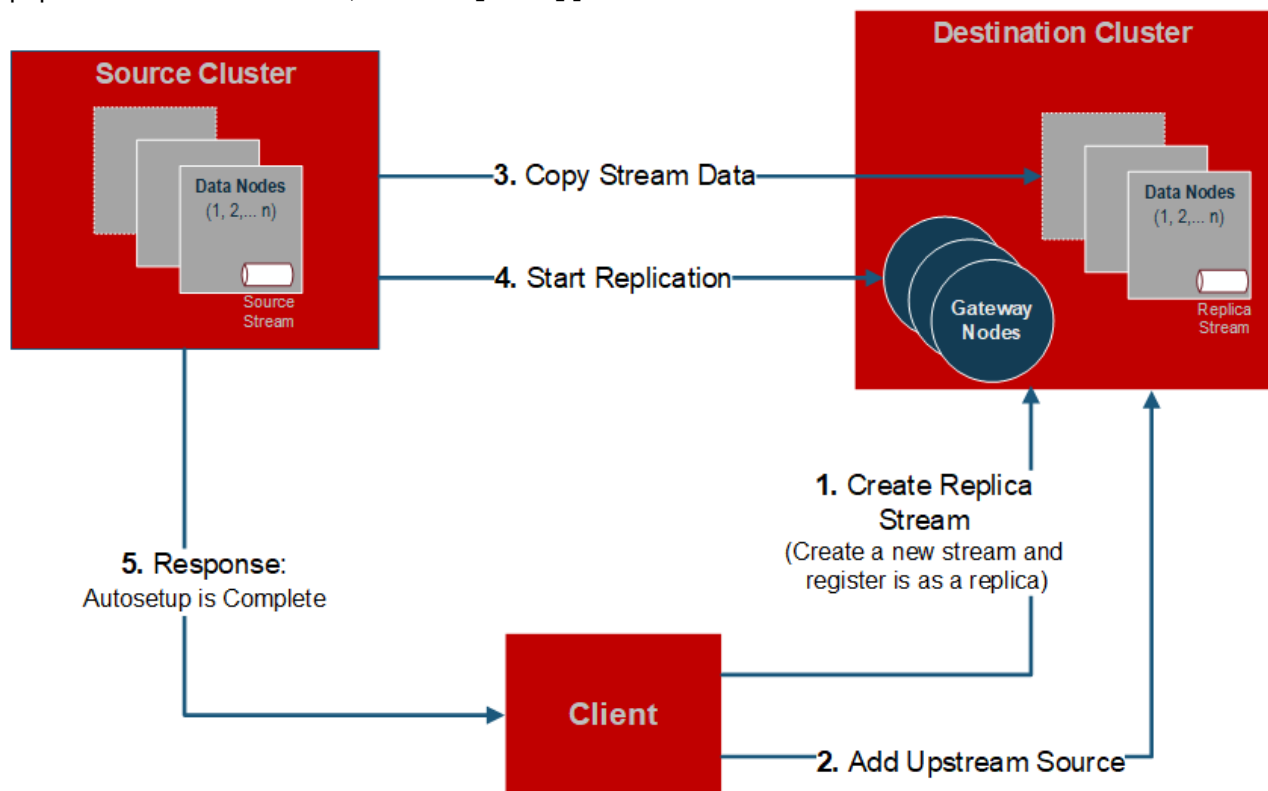 Destination Cluster
Source Cluster
Data Nodes
(1, 2,... n)
Source
Stream
3. Copy Stream Data
4. Start Replication
Data Nodes
(1, 2,... n)
Replica
Stream
Gateway
Nodes
1. Create Replica
Stream
(Create a new stream and
register is as a replica)
5. Response:
Autosetup is Complete
Client
2. Add Upstream Source